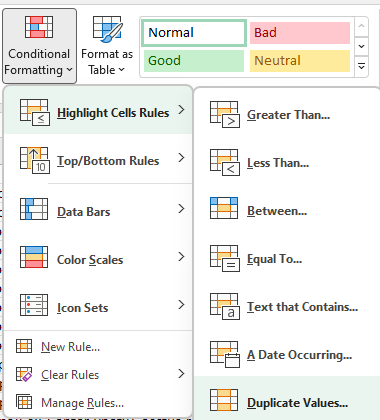 Conditional
Formatting
Format as
Table
Normal
Bad
Good
Neutral
Highlight Cells Rules
Top/Bottom Rules
10
Data Bars
Color Scales
Icon Sets
New Rule...
Clear Rules
Manage Rules...
Greater Than...
Less Than...
Between...
Equal To...
Text that Contains...
a
A Date Occurring...
Duplicate Values...